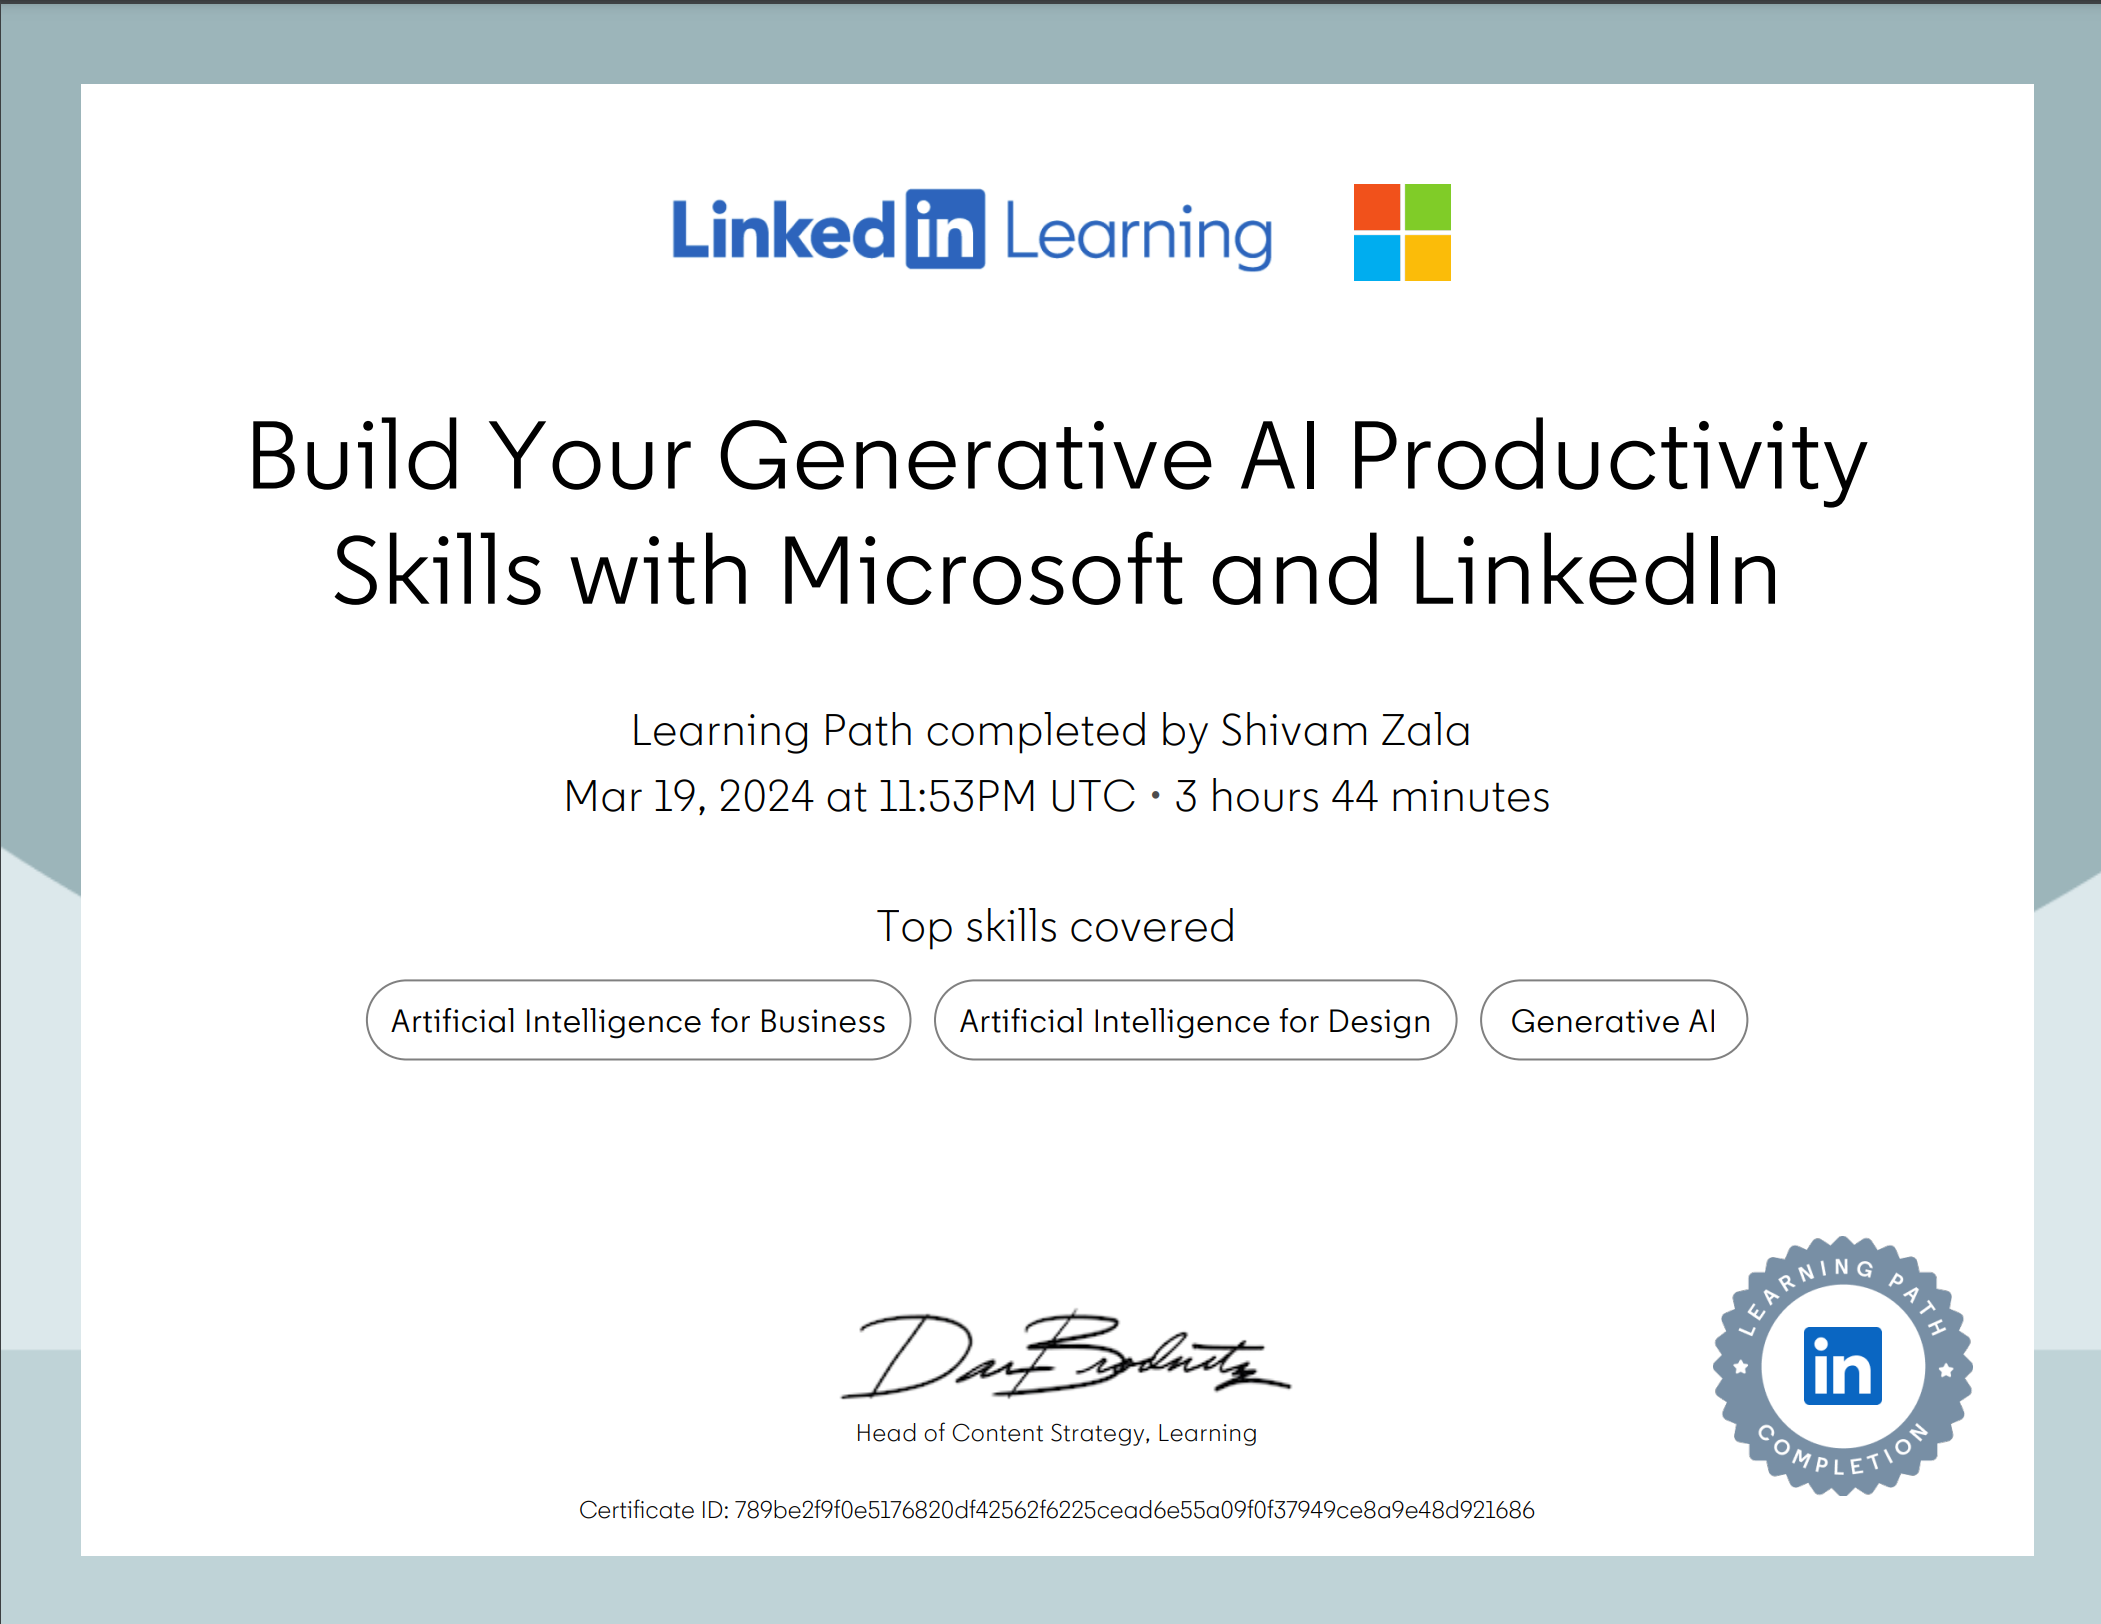 Linked in Learning
Build Your Generative AI Productivity
Skills with Microsoft and LinkedIn
Learning Path completed by Shivam Zala
Mar 19, 2024 at 11:53PM UTC • 3 hours 44 minutes
Top skills covered
Artificial Intelligence for Business
Artificial Intelligence for Design
Generative AI
Dan Brodnitz
Head of Content Strategy, Learning
LEARNING PATH
in
COMPLETION
Certificate ID: 789be2f9f0e5176820df42562f6225cead6e55a09f0f37949ce8a9e48d921686